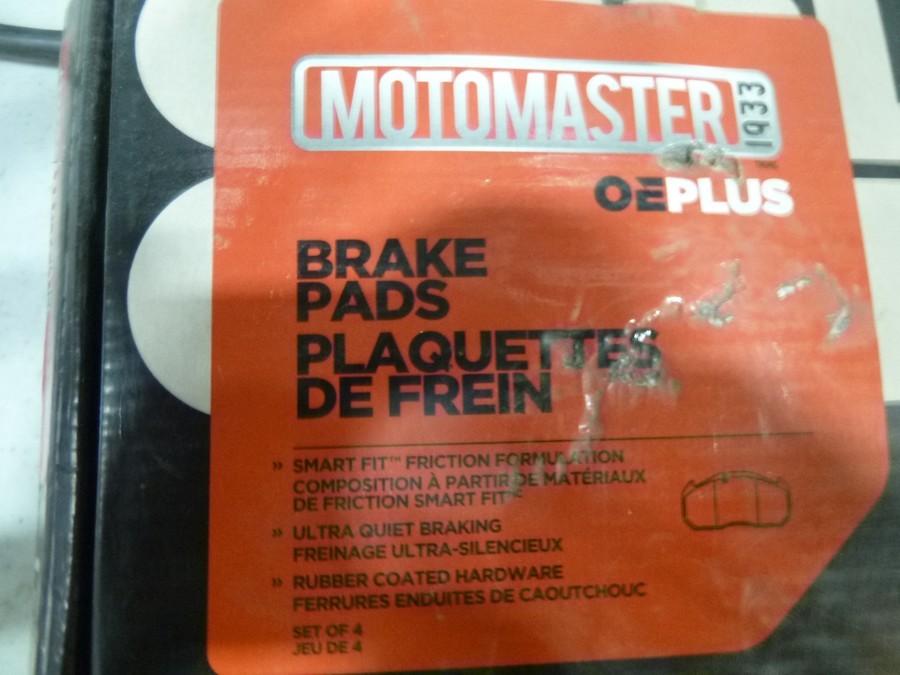 MOTOMASTER 1933
OEPLUS
BRAKE
PADS
PLAQUETTES
DE FREIN
» SMART FIT™ FRICTION FORMULATION
COMPOSITION À PARTIR DE MATÉRIAUX
DE FRICTION SMART FIT™
» ULTRA QUIET BRAKING
FREINAGE ULTRA-SILENCIEUX
» RUBBER COATED HARDWARE
FERRURES ENDUITES DE CAOUTCHOUC
SET OF 4
JEU DE 4